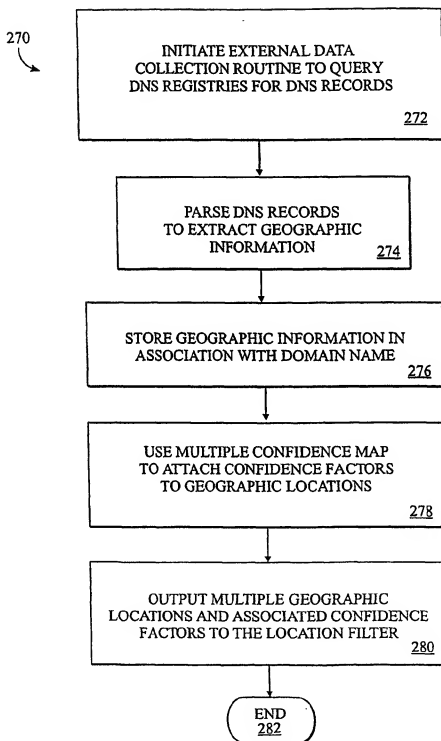 270
INITIATE EXTERNAL DATA
COLLECTION ROUTINE TO QUERY
DNS REGISTRIES FOR DNS RECORDS
272
PARSE DNS RECORDS
TO EXTRACT GEOGRAPHIC
INFORMATION
274
STORE GEOGRAPHIC INFORMATION IN
ASSOCIATION WITH DOMAIN NAME
276
USE MULTIPLE CONFIDENCE MAP
TO ATTACH CONFIDENCE FACTORS
TO GEOGRAPHIC LOCATIONS
278
OUTPUT MULTIPLE GEOGRAPHIC
LOCATIONS AND ASSOCIATED CONFIDENCE
FACTORS TO THE LOCATION FILTER
280
END
282